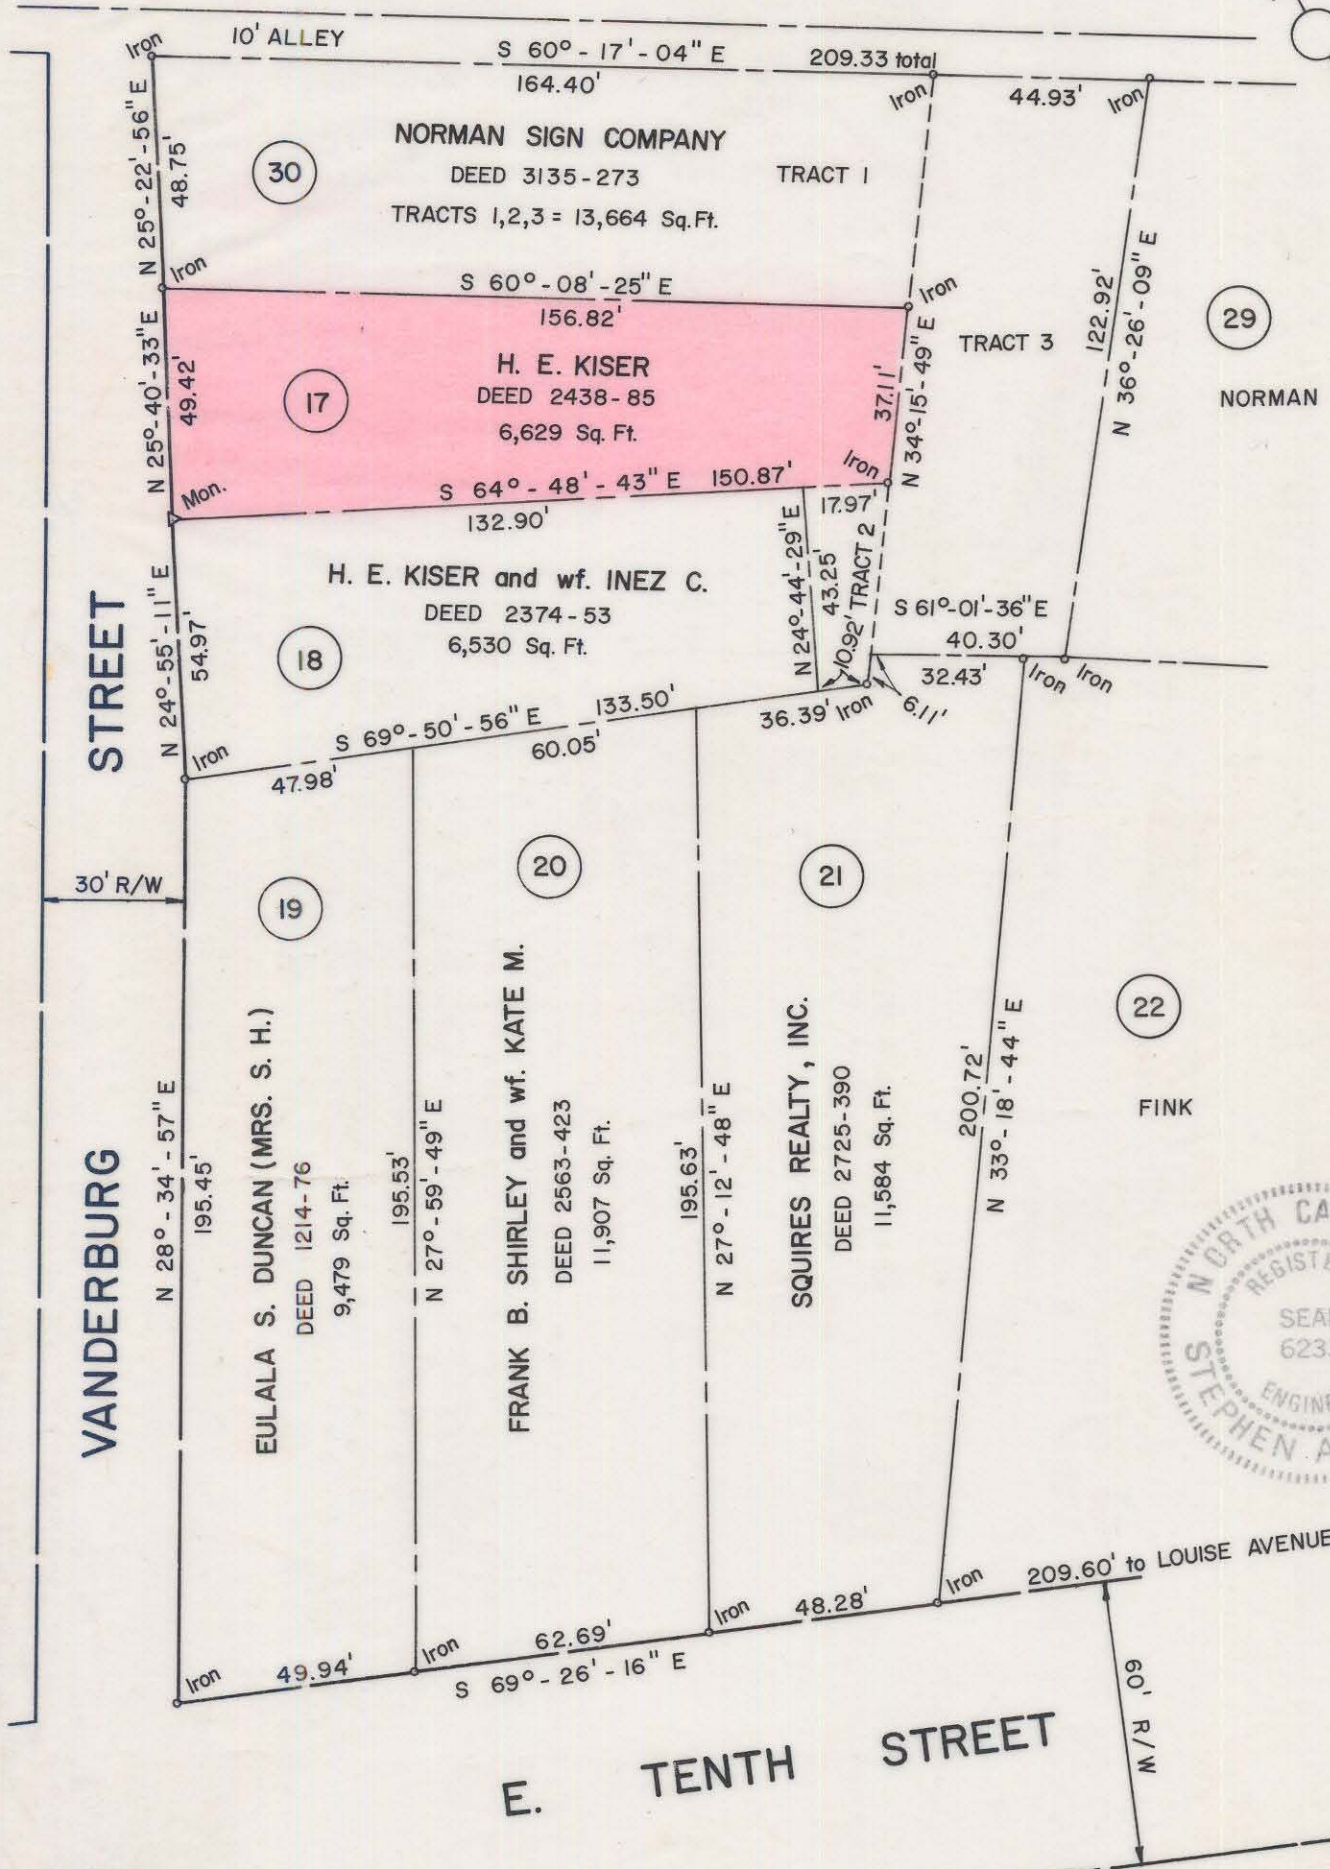 10' ALLEY
S 60°-17'-04" E
209.33 total
164.40'
44.93'
Iron
Iron
Iron
N 25°-22'-56" E
48.75'
30
NORMAN SIGN COMPANY
DEED 3135-273
TRACTS 1,2,3 = 13,664 Sq.Ft.
TRACT 1
Iron
S 60°-08'-25" E
156.82'
Iron
N 25°-40'-33" E
49.42'
17
H. E. KISER
DEED 2438-85
6,629 Sq. Ft.
37.11'
N 34°-15'-49" E
TRACT 3
122.92'
N 36°-26'-09" E
29
NORMAN
Mon.
S 64°-48'-43" E 150.87'
132.90'
Iron
17.97'
N 24°-44'-29" E
43.25'
10.92' TRACT 2
H. E. KISER and wf. INEZ C.
DEED 2374-53
6,530 Sq. Ft.
18
N 24°-55'-11" E
54.97'
S 61°-01'-36" E
40.30'
32.43'
Iron
Iron
6.11'
Iron
36.39'
Iron
S 69°-50'-56" E
133.50'
47.98'
60.05'
STREET
VANDERBURG
30' R/W
19
20
21
22
FINK
N 28°-34'-57" E
195.45'
EULALA S. DUNCAN (MRS. S. H.)
DEED 1214-76
9,479 Sq. Ft.
195.53'
N 27°-59'-49" E
FRANK B. SHIRLEY and wf. KATE M.
DEED 2563-423
11,907 Sq. Ft.
195.63'
N 27°-12'-48" E
SQUIRES REALTY, INC.
DEED 2725-390
11,584 Sq. Ft.
200.72'
N 33°-18'-44" E
NORTH CA
REGIST
SEA
623
ENGIN
STEPHEN A
Iron
49.94'
Iron
62.69'
Iron
48.28'
Iron
209.60' to LOUISE AVENUE
S 69°-26'-16" E
60' R/W
E. TENTH STREET